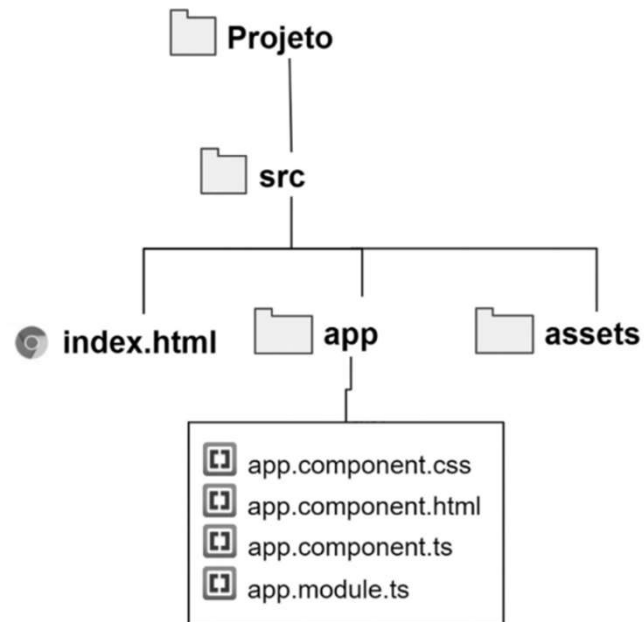 Projeto
src
index.html
app
assets
app.component.css
app.component.html
app.component.ts
app.module.ts